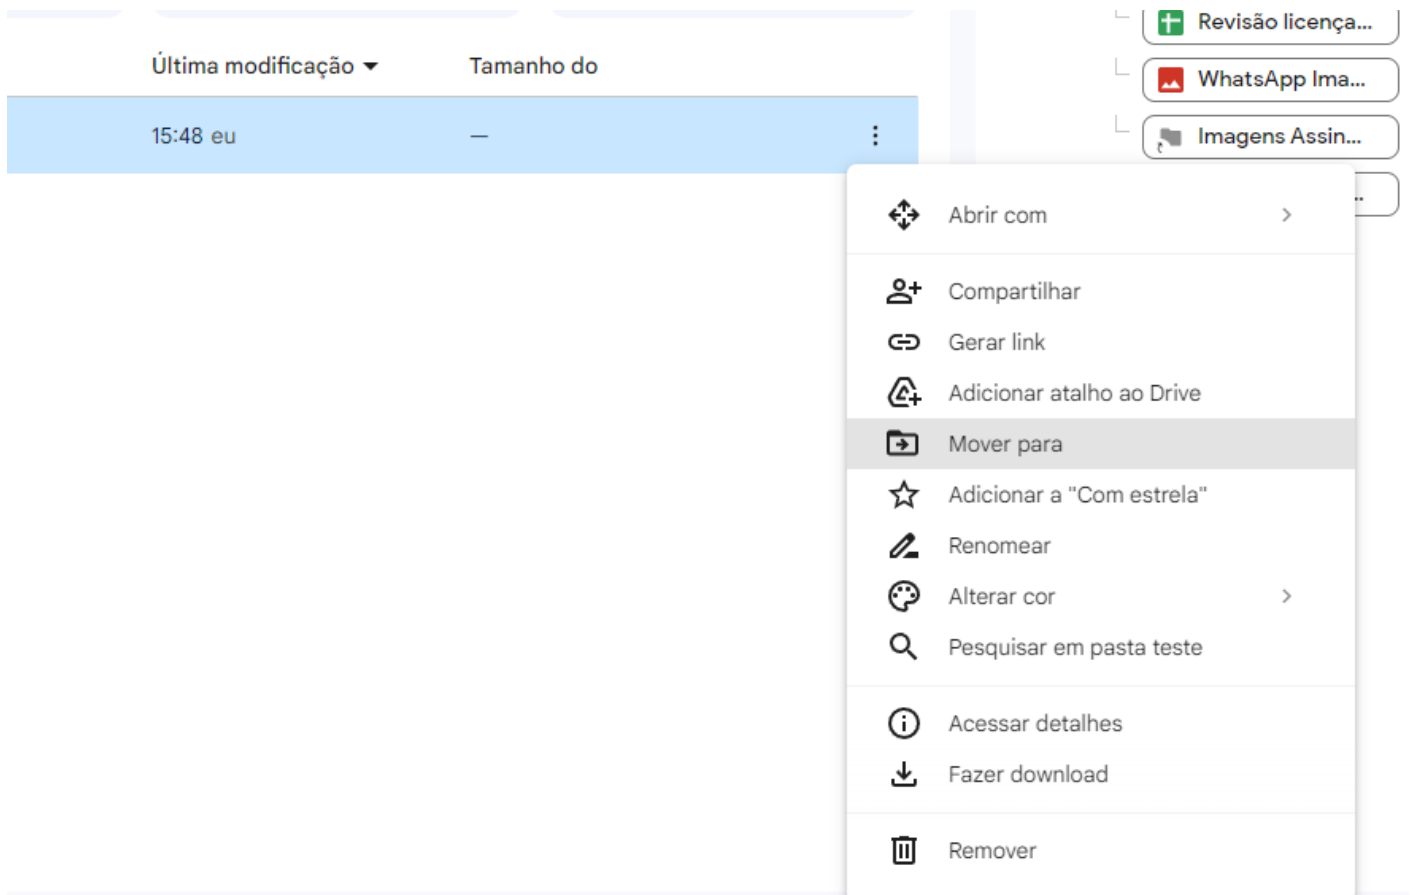 Última modificação
Tamanho do
15:48 eu
—
Revisão licença...
WhatsApp Ima...
Imagens Assin...
..
Abrir com
Compartilhar
Gerar link
Adicionar atalho ao Drive
Mover para
Adicionar a "Com estrela"
Renomear
Alterar cor
Pesquisar em pasta teste
Acessar detalhes
Fazer download
Remover